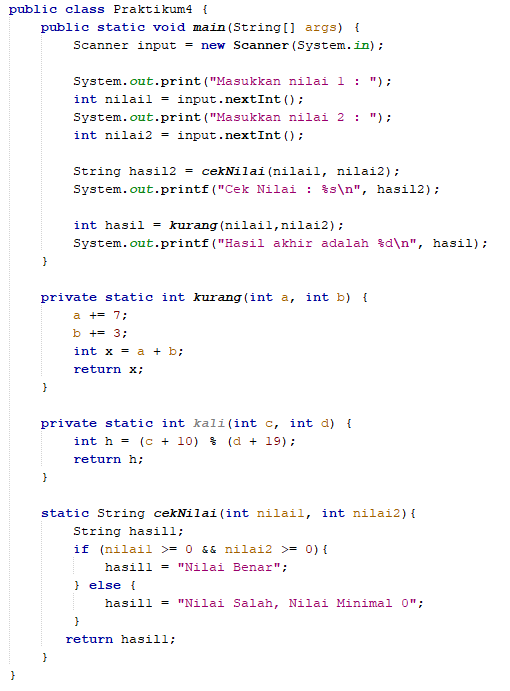 public class Praktikum4 {
    public static void main(String[] args) {
        Scanner input = new Scanner(System.in);

        System.out.print("Masukkan nilai 1 : ");
        int nilai1 = input.nextInt();
        System.out.print("Masukkan nilai 2 : ");
        int nilai2 = input.nextInt();

        String hasil2 = cekNilai(nilai1, nilai2);
        System.out.printf("Cek Nilai : %s\n", hasil2);

        int hasil = kurang(nilai1,nilai2);
        System.out.printf("Hasil akhir adalah %d\n", hasil);
    }

    private static int kurang(int a, int b) {
        a += 7;
        b += 3;
        int x = a + b;
        return x;
    }

    private static int kali(int c, int d) {
        int h = (c + 10) % (d + 19);
        return h;
    }

    static String cekNilai(int nilai1, int nilai2){
        String hasil1;
        if (nilai1 >= 0 && nilai2 >= 0){
            hasil1 = "Nilai Benar";
        } else {
            hasil1 = "Nilai Salah, Nilai Minimal 0";
        }
       return hasil1;
    }
}